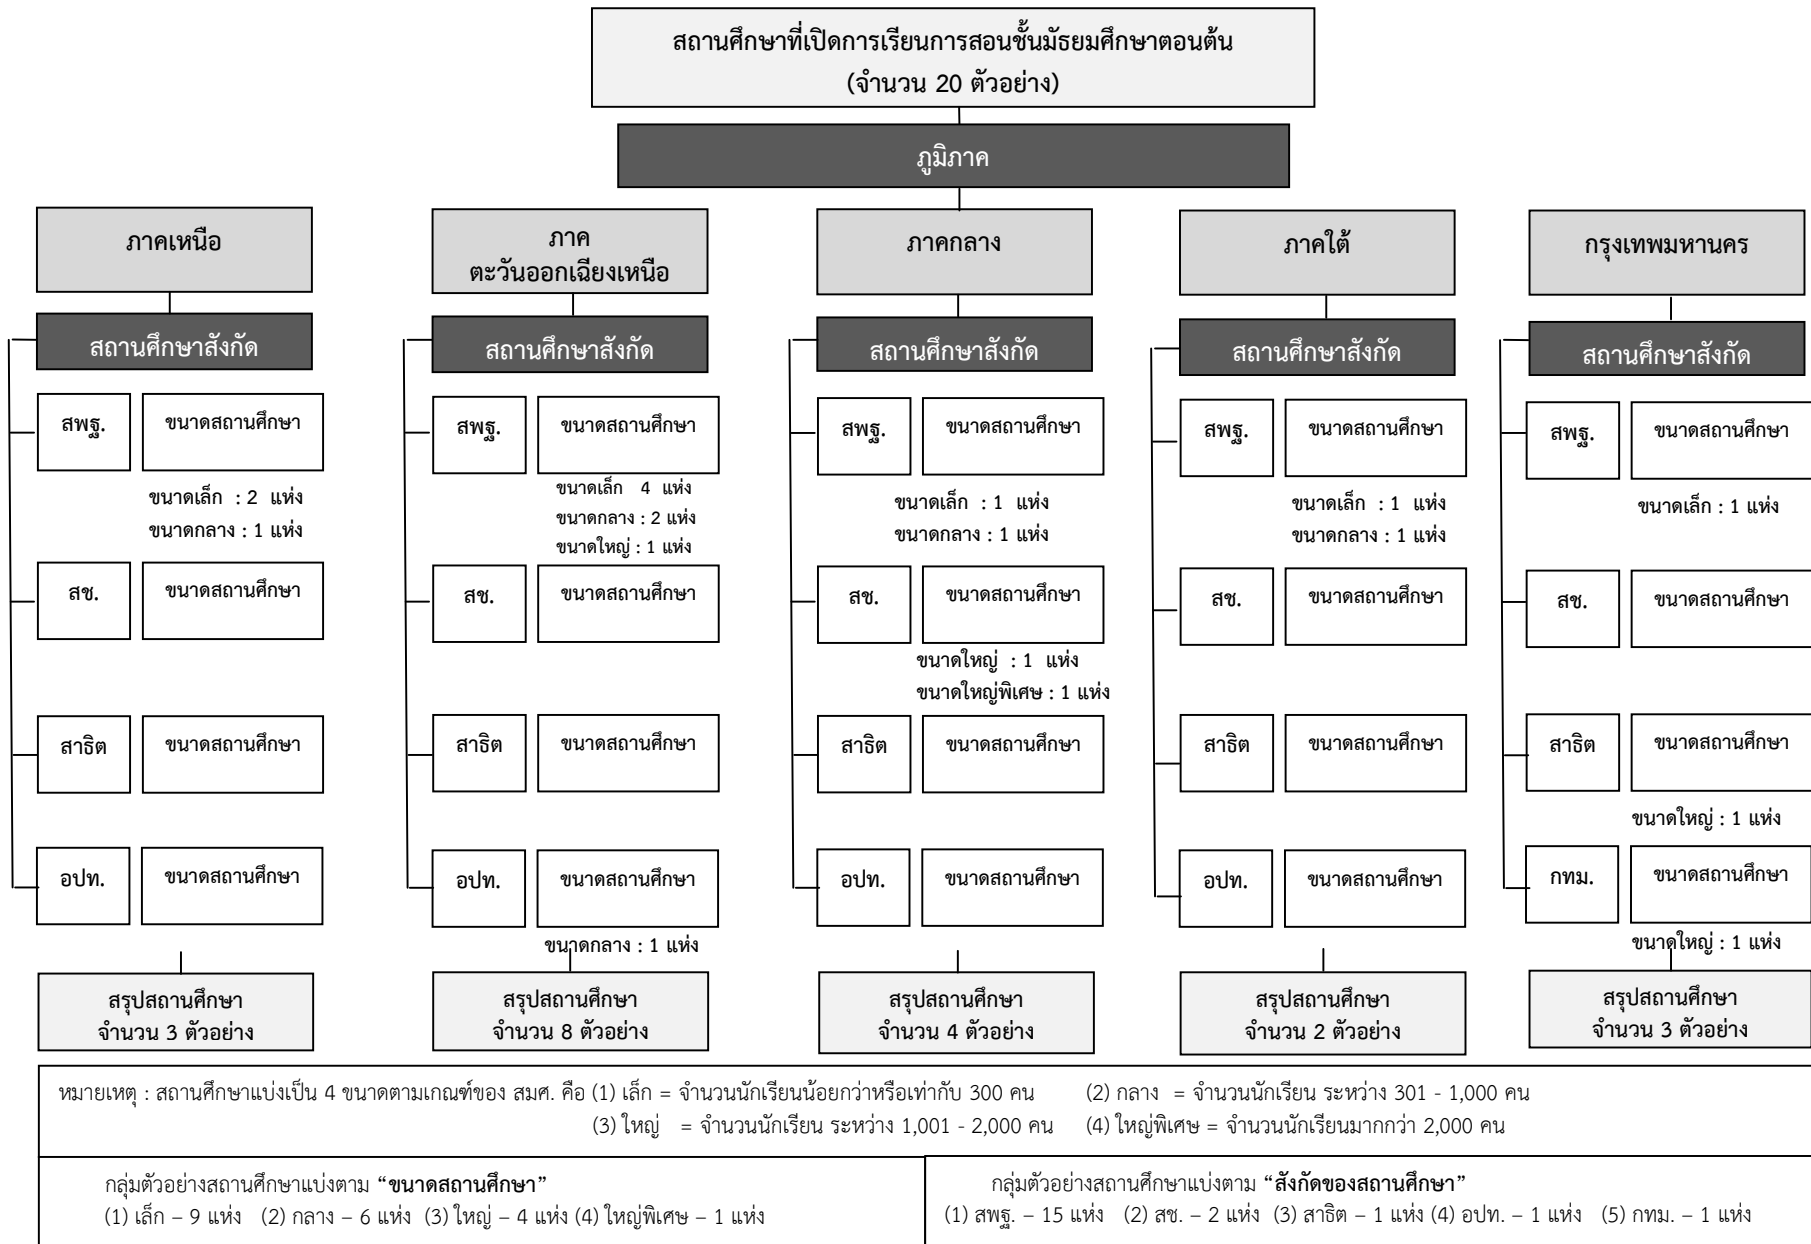 สถานศึกษาที่เปิดการเรียนการสอนชั้นมัธยมศึกษาตอนต้น
(จำนวน 20 ตัวอย่าง)
ภูมิภาค
ภาคเหนือ
สถานศึกษาสังกัด
สพฐ.
ขนาดสถานศึกษา
ขนาดเล็ก : 2 แห่ง
ขนาดกลาง : 1 แห่ง
สช.
ขนาดสถานศึกษา
สาธิต
ขนาดสถานศึกษา
อปท.
ขนาดสถานศึกษา
สรุปสถานศึกษา
จำนวน 3 ตัวอย่าง
ภาค
ตะวันออกเฉียงเหนือ
สถานศึกษาสังกัด
สพฐ.
ขนาดสถานศึกษา
ขนาดเล็ก 4 แห่ง
ขนาดกลาง : 2 แห่ง
ขนาดใหญ่ : 1 แห่ง
สช.
ขนาดสถานศึกษา
สาธิต
ขนาดสถานศึกษา
อปท.
ขนาดสถานศึกษา
ขนาดกลาง : 1 แห่ง
สรุปสถานศึกษา
จำนวน 8 ตัวอย่าง
ภาคกลาง
สถานศึกษาสังกัด
สพฐ.
ขนาดสถานศึกษา
ขนาดเล็ก : 1 แห่ง
ขนาดกลาง : 1 แห่ง
สช.
ขนาดสถานศึกษา
ขนาดใหญ่ : 1 แห่ง
ขนาดใหญ่พิเศษ : 1 แห่ง
สาธิต
ขนาดสถานศึกษา
อปท.
ขนาดสถานศึกษา
สรุปสถานศึกษา
จำนวน 4 ตัวอย่าง
ภาคใต้
สถานศึกษาสังกัด
สพฐ.
ขนาดสถานศึกษา
ขนาดเล็ก : 1 แห่ง
ขนาดกลาง : 1 แห่ง
สช.
ขนาดสถานศึกษา
สาธิต
ขนาดสถานศึกษา
อปท.
ขนาดสถานศึกษา
สรุปสถานศึกษา
จำนวน 2 ตัวอย่าง
กรุงเทพมหานคร
สถานศึกษาสังกัด
สพฐ.
ขนาดสถานศึกษา
ขนาดเล็ก : 1 แห่ง
สช.
ขนาดสถานศึกษา
สาธิต
ขนาดสถานศึกษา
ขนาดใหญ่ : 1 แห่ง
กทม.
ขนาดสถานศึกษา
ขนาดใหญ่ : 1 แห่ง
สรุปสถานศึกษา
จำนวน 3 ตัวอย่าง
หมายเหตุ : สถานศึกษาแบ่งเป็น 4 ขนาดตามเกณฑ์ของ สมศ. คือ (1) เล็ก = จำนวนนักเรียนน้อยกว่าหรือเท่ากับ 300 คน (2) กลาง = จำนวนนักเรียน ระหว่าง 301 - 1,000 คน
(3) ใหญ่ = จำนวนนักเรียน ระหว่าง 1,001 - 2,000 คน (4) ใหญ่พิเศษ = จำนวนนักเรียนมากกว่า 2,000 คน
กลุ่มตัวอย่างสถานศึกษาแบ่งตาม “ขนาดสถานศึกษา”
(1) เล็ก – 9 แห่ง (2) กลาง – 6 แห่ง (3) ใหญ่ – 4 แห่ง (4) ใหญ่พิเศษ – 1 แห่ง
กลุ่มตัวอย่างสถานศึกษาแบ่งตาม “สังกัดของสถานศึกษา”
(1) สพฐ. – 15 แห่ง (2) สช. – 2 แห่ง (3) สาธิต – 1 แห่ง (4) อปท. – 1 แห่ง (5) กทม. – 1 แห่ง